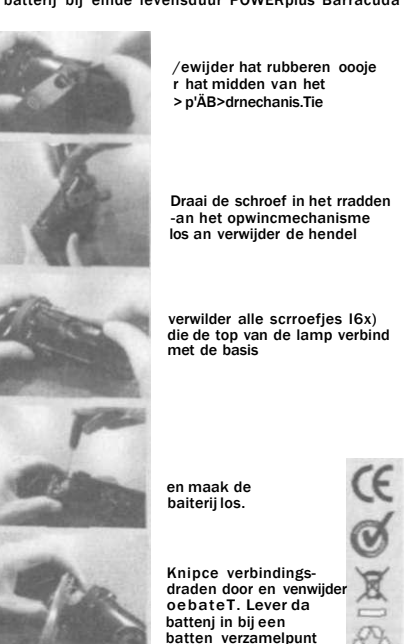 batterij bij einde levensduur POWERplus Barracuda
/ewijder hat rubberen oooje
r hat midden van het
> p'ÄB>drnechanis.Tie
Draai de schroef in het rradden
-an het opwincmechanisme
los an verwijder de hendel
verwilder alle scrroefjes I6x)
die de top van de lamp verbind
met de basis
en maak de
baiterij los.
Knipce verbindings-
draden door en venwijder
oebateT. Lever da
battenj in bij een
batten verzamelpunt
CE